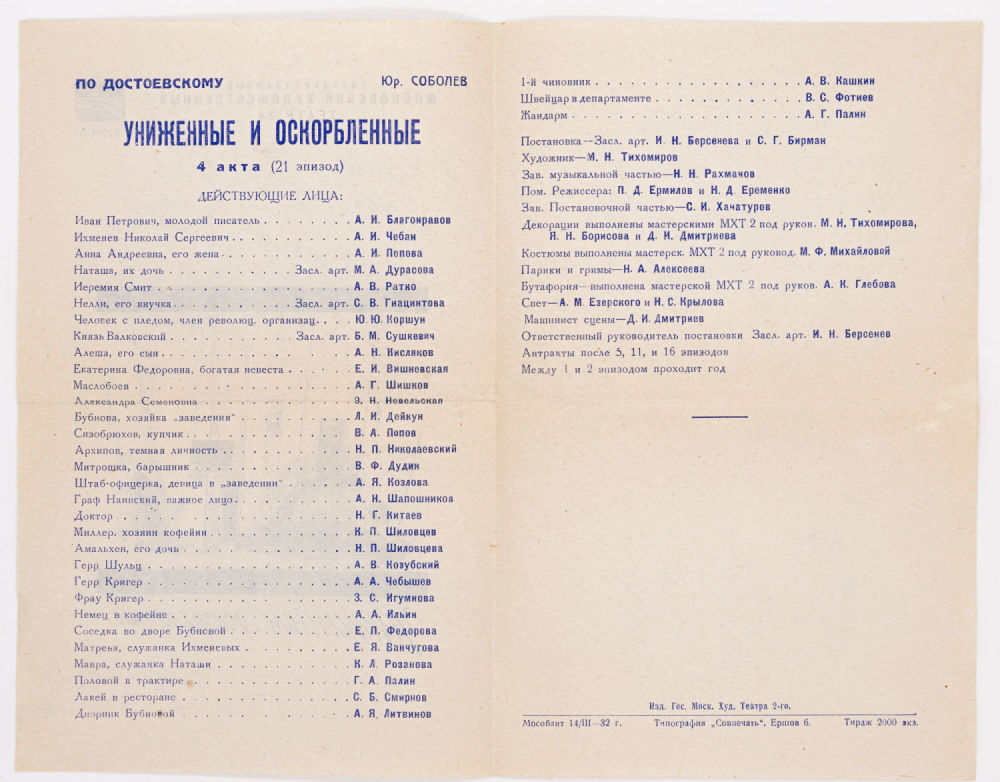 ПО ДОСТОЕВСКОМУ Юр. СОБОЛЕВ
УНИЖЕННЫЕ И ОСКОРБЛЕННЫЕ
4 акта (21 эпизод)
ДЕЙСТВУЮЩИЕ ЛИЦА:
Иван Петрович, молодой писатель . . . . . . . . А. И. Благонравов
Ихменев Николай Сергеевич . . . . . . . . . . . А. И. Чебан
Анна Андреевна, его жена . . . . . . . . . . . . А. И. Попова
Наташа, их дочь . . . . . . . . . . . Засл. арт. М. А. Дурасова
Иеремия Смит . . . . . . . . . . . . . . . . . . А. В. Ратко
Нелли, его внучка . . . . . . . . . . Засл. арт. С. В. Гиацинтова
Человек с пледом, член революц. организац. . . . Ю. Ю. Коршун
Князь Валковский . . . . . . . . . . Засл. арт. Б. М. Сушкевич
Алеша, его сын . . . . . . . . . . . . . . . . . А. Н. Кисляков
Екатерина Федоровна, богатая невеста . . . . . . Е. И. Вишневская
Маслобоев . . . . . . . . . . . . . . . . . . . А. Г. Шишков
Александра Семеновна . . . . . . . . . . . . . . З. Н. Невельская
Бубнова, хозяйка „заведения“ . . . . . . . . . . Л. И. Дейкун
Сизобрюхов, купчик . . . . . . . . . . . . . . . В. А. Попов
Архипов, темная личность . . . . . . . . . . . . Н. П. Николаевский
Митрошка, барышник . . . . . . . . . . . . . . . В. Ф. Дудин
Штаб-офицерка, девица в „заведении“ . . . . . . А. Я. Козлова
Граф Наинский, важное лицо . . . . . . . . . . . А. Н. Шапошников
Доктор . . . . . . . . . . . . . . . . . . . . . Н. Г. Китаев
Миллер, хозяин кофейни . . . . . . . . . . . . . К. П. Шиловцев
Амальхен, его дочь . . . . . . . . . . . . . . . Н. П. Шиловцева
Герр Шульц . . . . . . . . . . . . . . . . . . . А. В. Козубский
Герр Кригер . . . . . . . . . . . . . . . . . . А. А. Чебышев
Фрау Кригер . . . . . . . . . . . . . . . . . . З. С. Игумнова
Немец в кофейне . . . . . . . . . . . . . . . . А. А. Ильин
Соседка во дворе Бубновой . . . . . . . . . . . Е. П. Федорова
Матрена, служанка Ихменевых . . . . . . . . . . Е. Я. Ванчугова
Мавра, служанка Наташи . . . . . . . . . . . . . К. Л. Розанова
Половой в трактире . . . . . . . . . . . . . . . Г. А. Палин
Лакей в ресторане . . . . . . . . . . . . . . . С. Б. Смирнов
Дворник Бубновой . . . . . . . . . . . . . . . . А. Я. Литвинов
1-й чиновник . . . . . . . . . . . . . . . . . . А. В. Кашкин
Швейцар в департаменте . . . . . . . . . . . . . В. С. Фотиев
Жандарм . . . . . . . . . . . . . . . . . . . . А. Г. Палин
Постановка—Засл. арт. И. Н. Берсенева и С. Г. Бирман
Художник—М. Н. Тихомиров
Зав. музыкальной частью—Н. Н. Рахманов
Пом. Режиссера: П. Д. Ермилов и Н. Д. Еременко
Зав. Постановочной частью—С. И. Хачатуров
Декорации выполнены мастерскими МХТ 2 под руков. М. Н. Тихомирова,
Я. Н. Борисова и Д. И. Дмитриева
Костюмы выполнены мастерск. МХТ 2 под руковод. М. Ф. Михайловой
Парики и гримы—Н. А. Алексеева
Бутафория—выполнена мастерской МХТ 2 под руков. А. К. Глебова
Свет—А. М. Езерского и Н. С. Крылова
Машинист сцены—Д. И. Дмитриев
Ответственный руководитель постановки Засл. арт. И. Н. Берсенев
Антракты после 5, 11, и 16 эпизодов
Между 1 и 2 эпизодом проходит год
Изд. Гос. Моск. Худ. Театра 2-го.
Мособлит 14/III—32 г. Типография „Совпечать“, Ершов 6. Тираж 2000 экз.